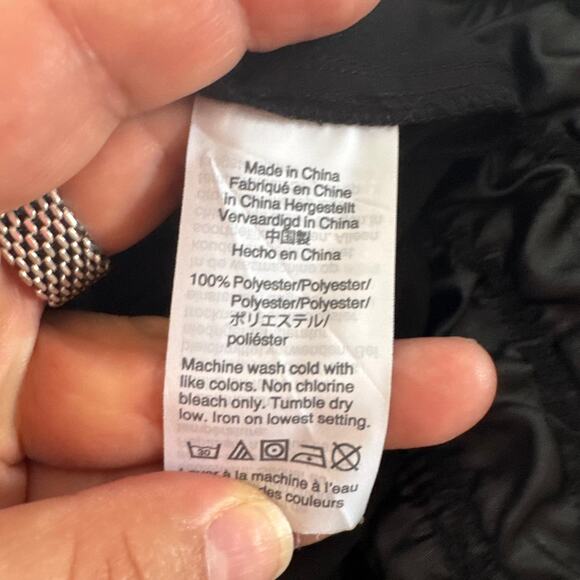 Made in China
Fabriqué en Chine
in China Hergestellt
Vervaardigd in China
中国製
Hecho en China
100% Polyester/Polyester/
Polyester/Polyester/
ポリエステル/
poliéster
Machine wash cold with
like colors. Non chlorine
bleach only. Tumble dry
low. Iron on lowest setting.
30
à la machine à l'eau
des couleurs